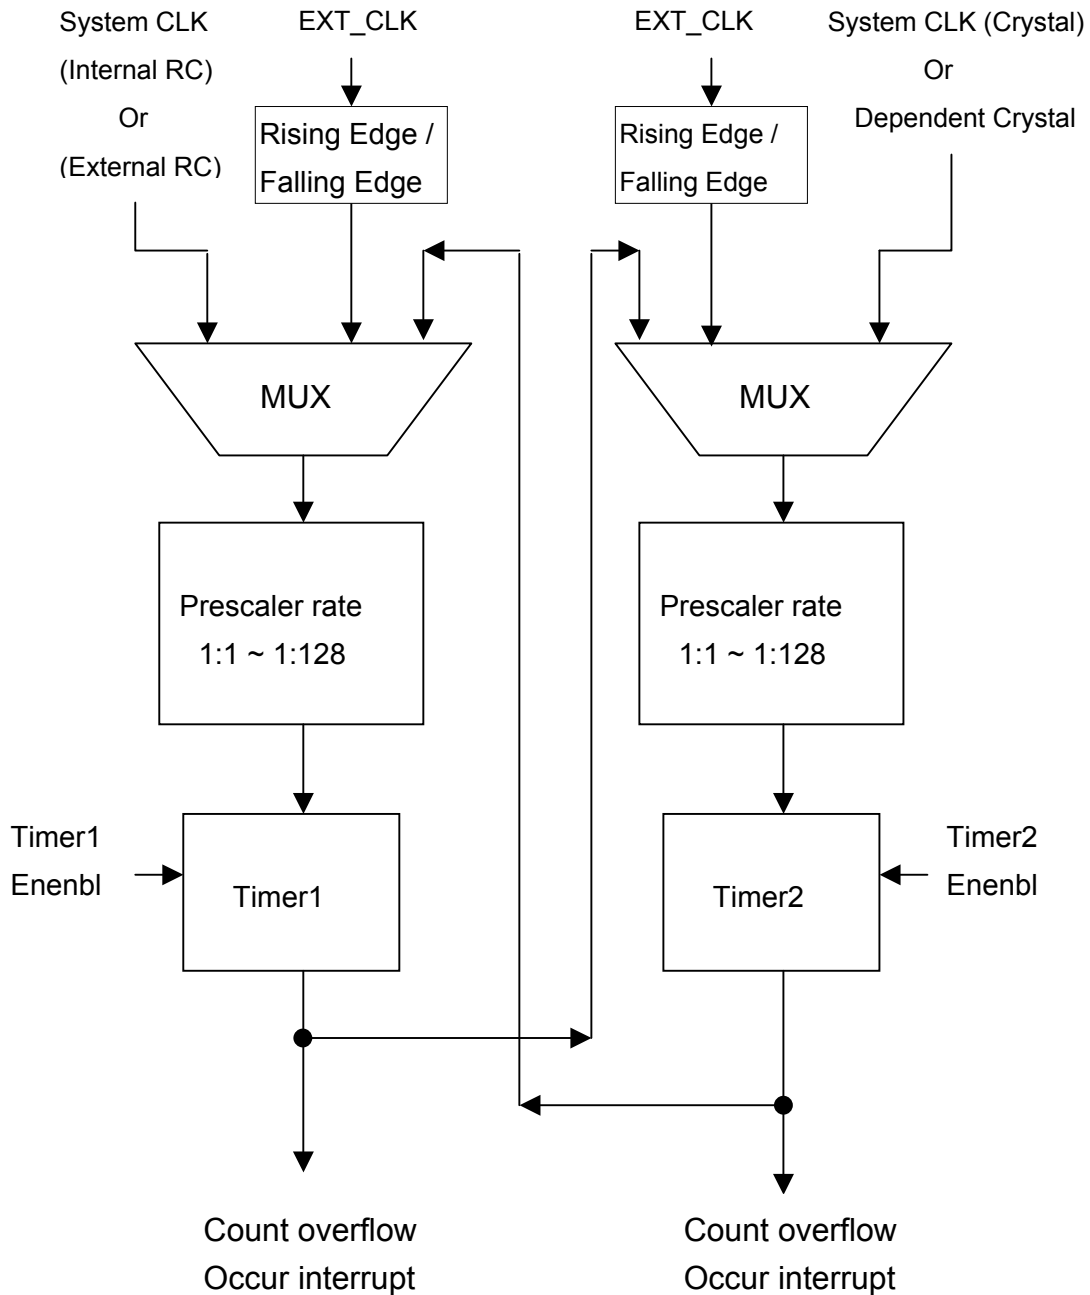 System CLK
(Internal RC)
Or
(External RC)
EXT_CLK
Rising Edge /
Falling Edge
EXT_CLK
Rising Edge /
Falling Edge
System CLK (Crystal)
Or
Dependent Crystal
MUX
MUX
Prescaler rate
1:1 ~ 1:128
Prescaler rate
1:1 ~ 1:128
Timer1
Enenbl
Timer1
Timer2
Timer2
Enenbl
Count overflow
Occur interrupt
Count overflow
Occur interrupt